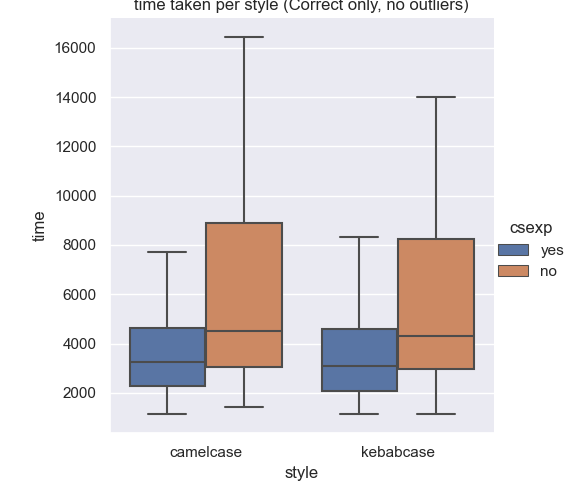 time taken per style (Correct only, no outliers)
16000
14000
12000
10000
8000
6000
4000
2000
time
camelcase
kebabcase
style
csexp
yes
no